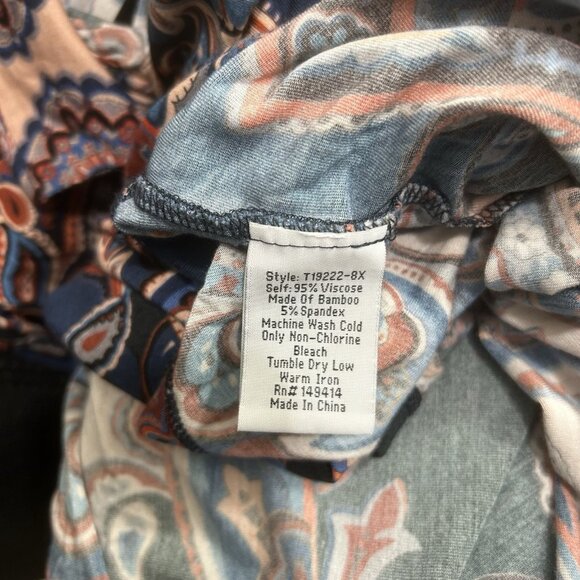 Style: T19222-8X
Self: 95% Viscose
Made Of Bamboo
5% Spandex
Machine Wash Cold
Only Non-Chlorine
Bleach
Tumble Dry Low
Warm Iron
Rn# 149414
Made In China